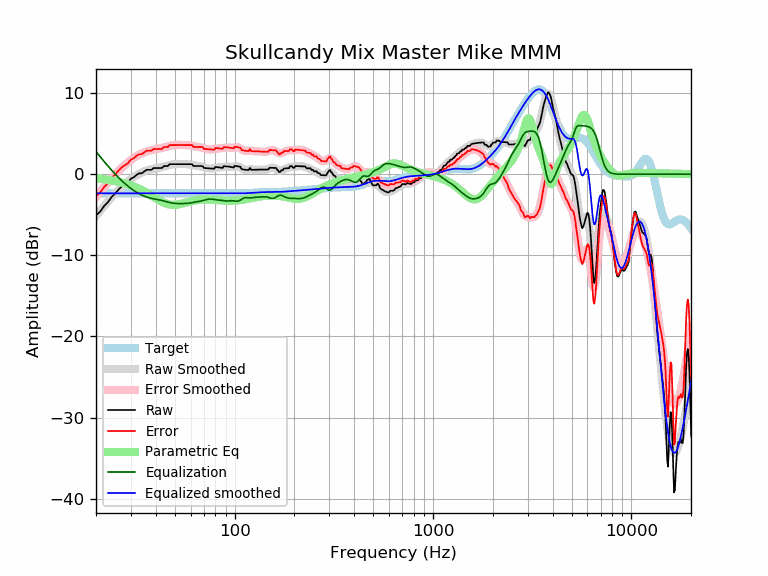 Skullcandy Mix Master Mike MMM
Amplitude (dBr)
10
0
−10
−20
−30
−40
Target
Raw Smoothed
Error Smoothed
Raw
Error
Parametric Eq
Equalization
Equalized smoothed
100
1000
10000
Frequency (Hz)